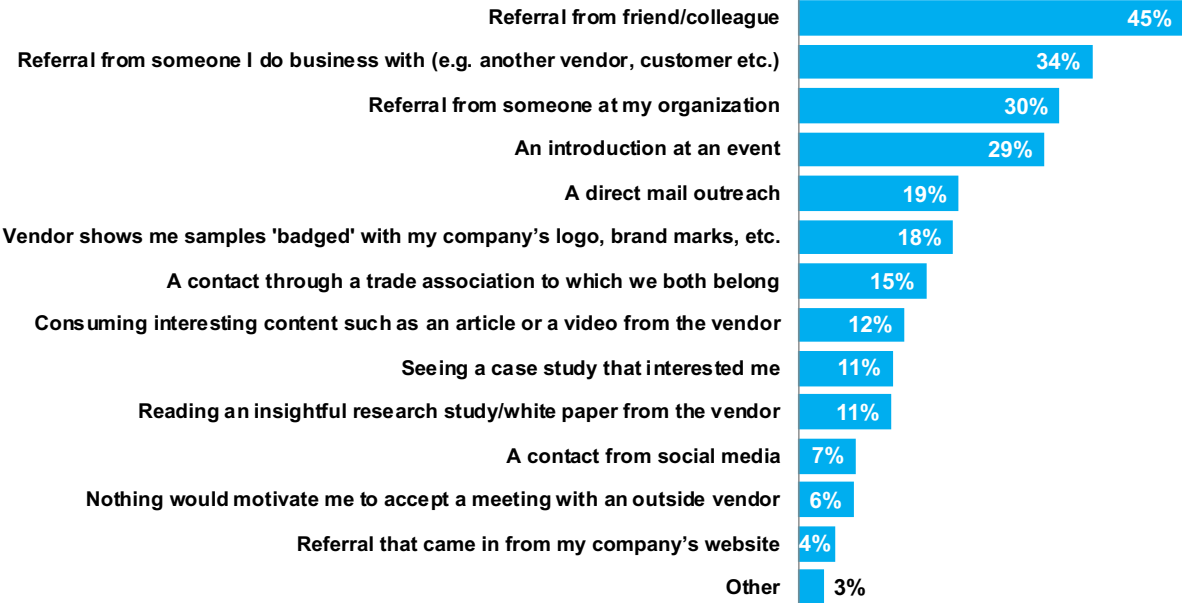 Referral from friend/colleague 45%
Referral from someone I do business with (e.g. another vendor, customer etc.) 34%
Referral from someone at my organization 30%
An introduction at an event 29%
A direct mail outreach 19%
Vendor shows me samples 'badged' with my company’s logo, brand marks, etc. 18%
A contact through a trade association to which we both belong 15%
Consuming interesting content such as an article or a video from the vendor 12%
Seeing a case study that interested me 11%
Reading an insightful research study/white paper from the vendor 11%
A contact from social media 7%
Nothing would motivate me to accept a meeting with an outside vendor 6%
Referral that came in from my company’s website 4%
Other 3%